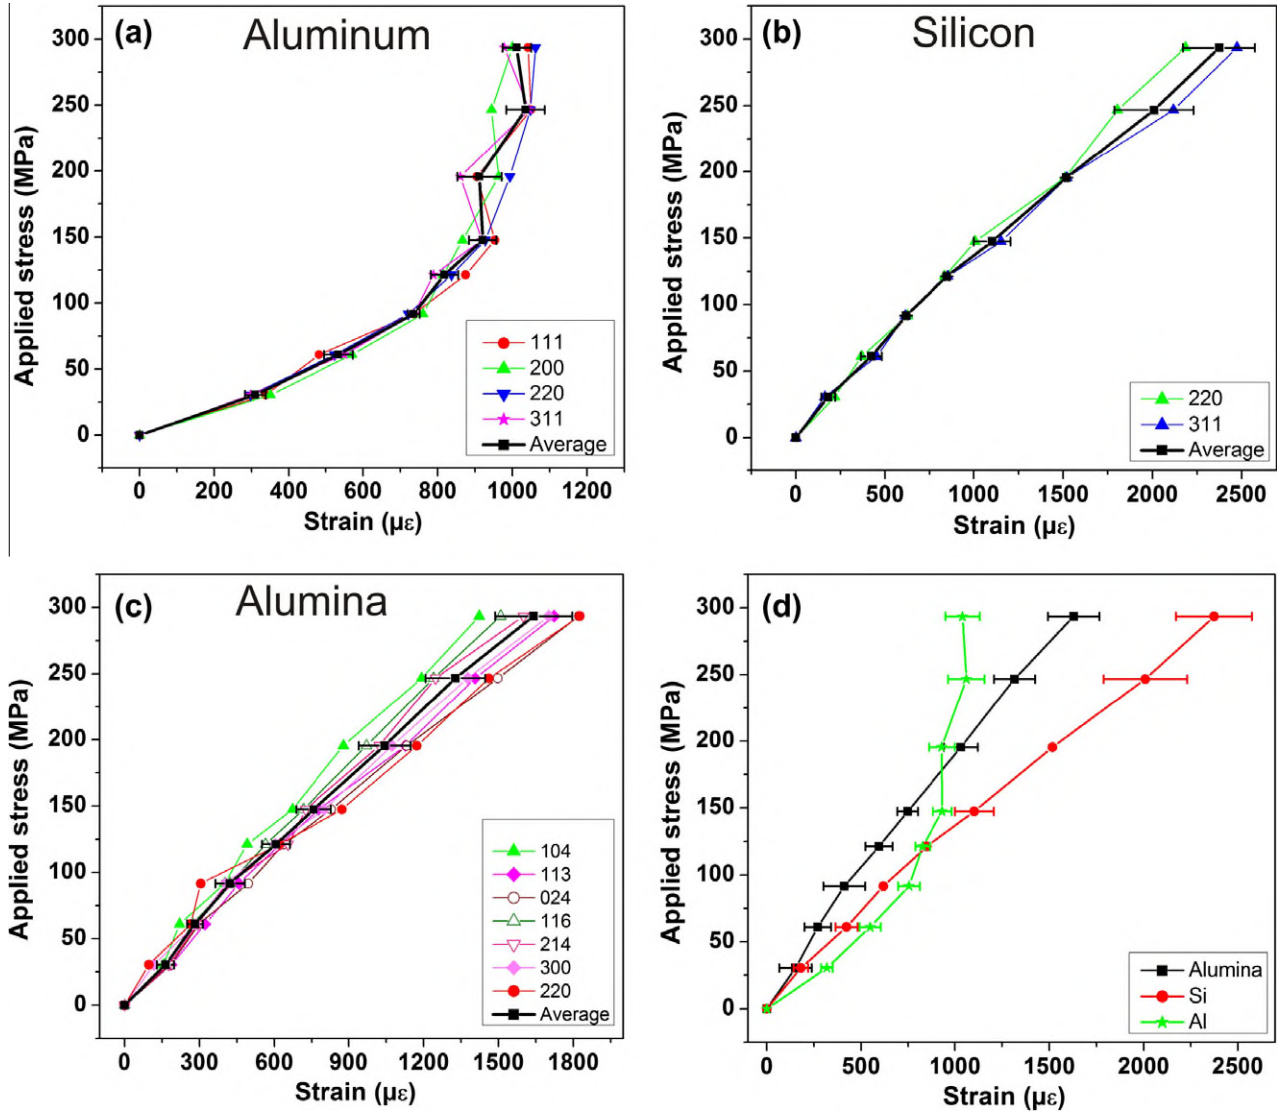 (a) Aluminum
300
250
200
150
100
50
0
Applied stress (MPa)
111
200
220
311
Average
0 200 400 600 800 1000 1200
Strain (με)
(b) Silicon
300
250
200
150
100
50
0
Applied stress (MPa)
220
311
Average
0 500 1000 1500 2000 2500
Strain (με)
(c) Alumina
300
250
200
150
100
50
0
Applied stress (MPa)
104
113
024
116
214
300
220
Average
0 300 600 900 1200 1500 1800
Strain (με)
(d)
300
250
200
150
100
50
0
Applied stress (MPa)
Alumina
Si
Al
0 500 1000 1500 2000 2500
Strain (με)